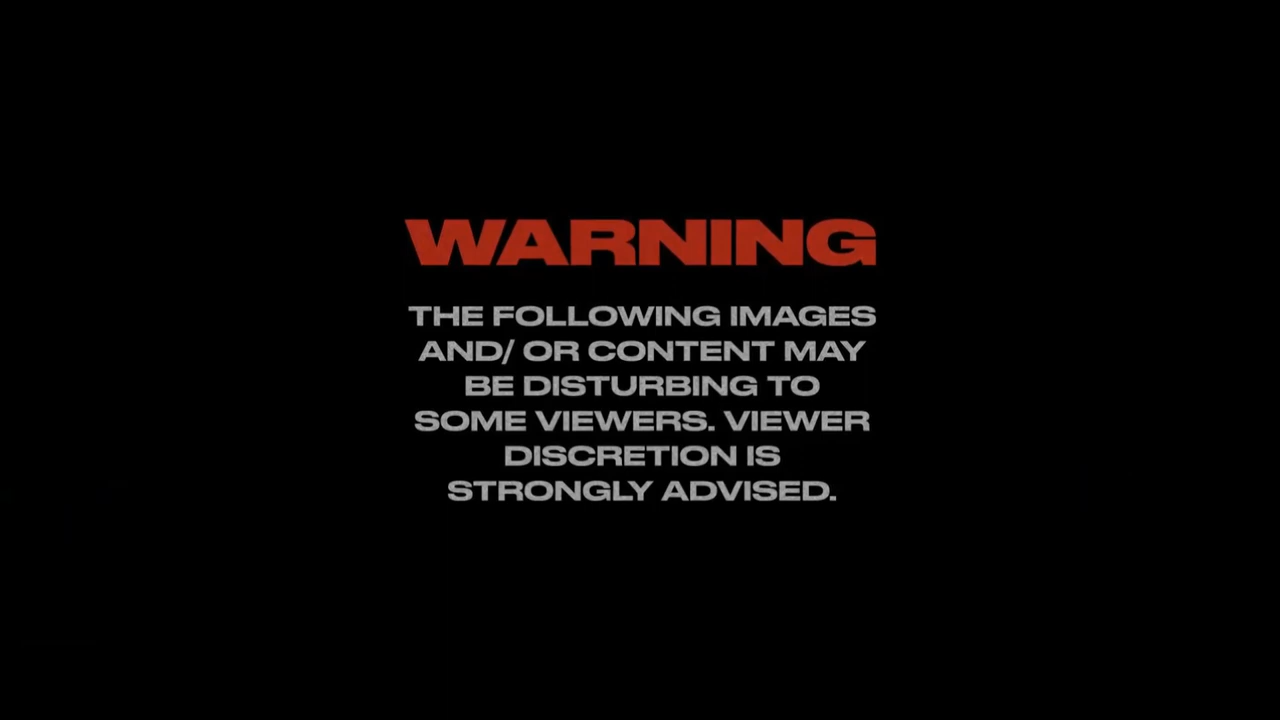 WARNING
THE FOLLOWING IMAGES
AND/ OR CONTENT MAY
BE DISTURBING TO
SOME VIEWERS. VIEWER
DISCRETION IS
STRONGLY ADVISED.